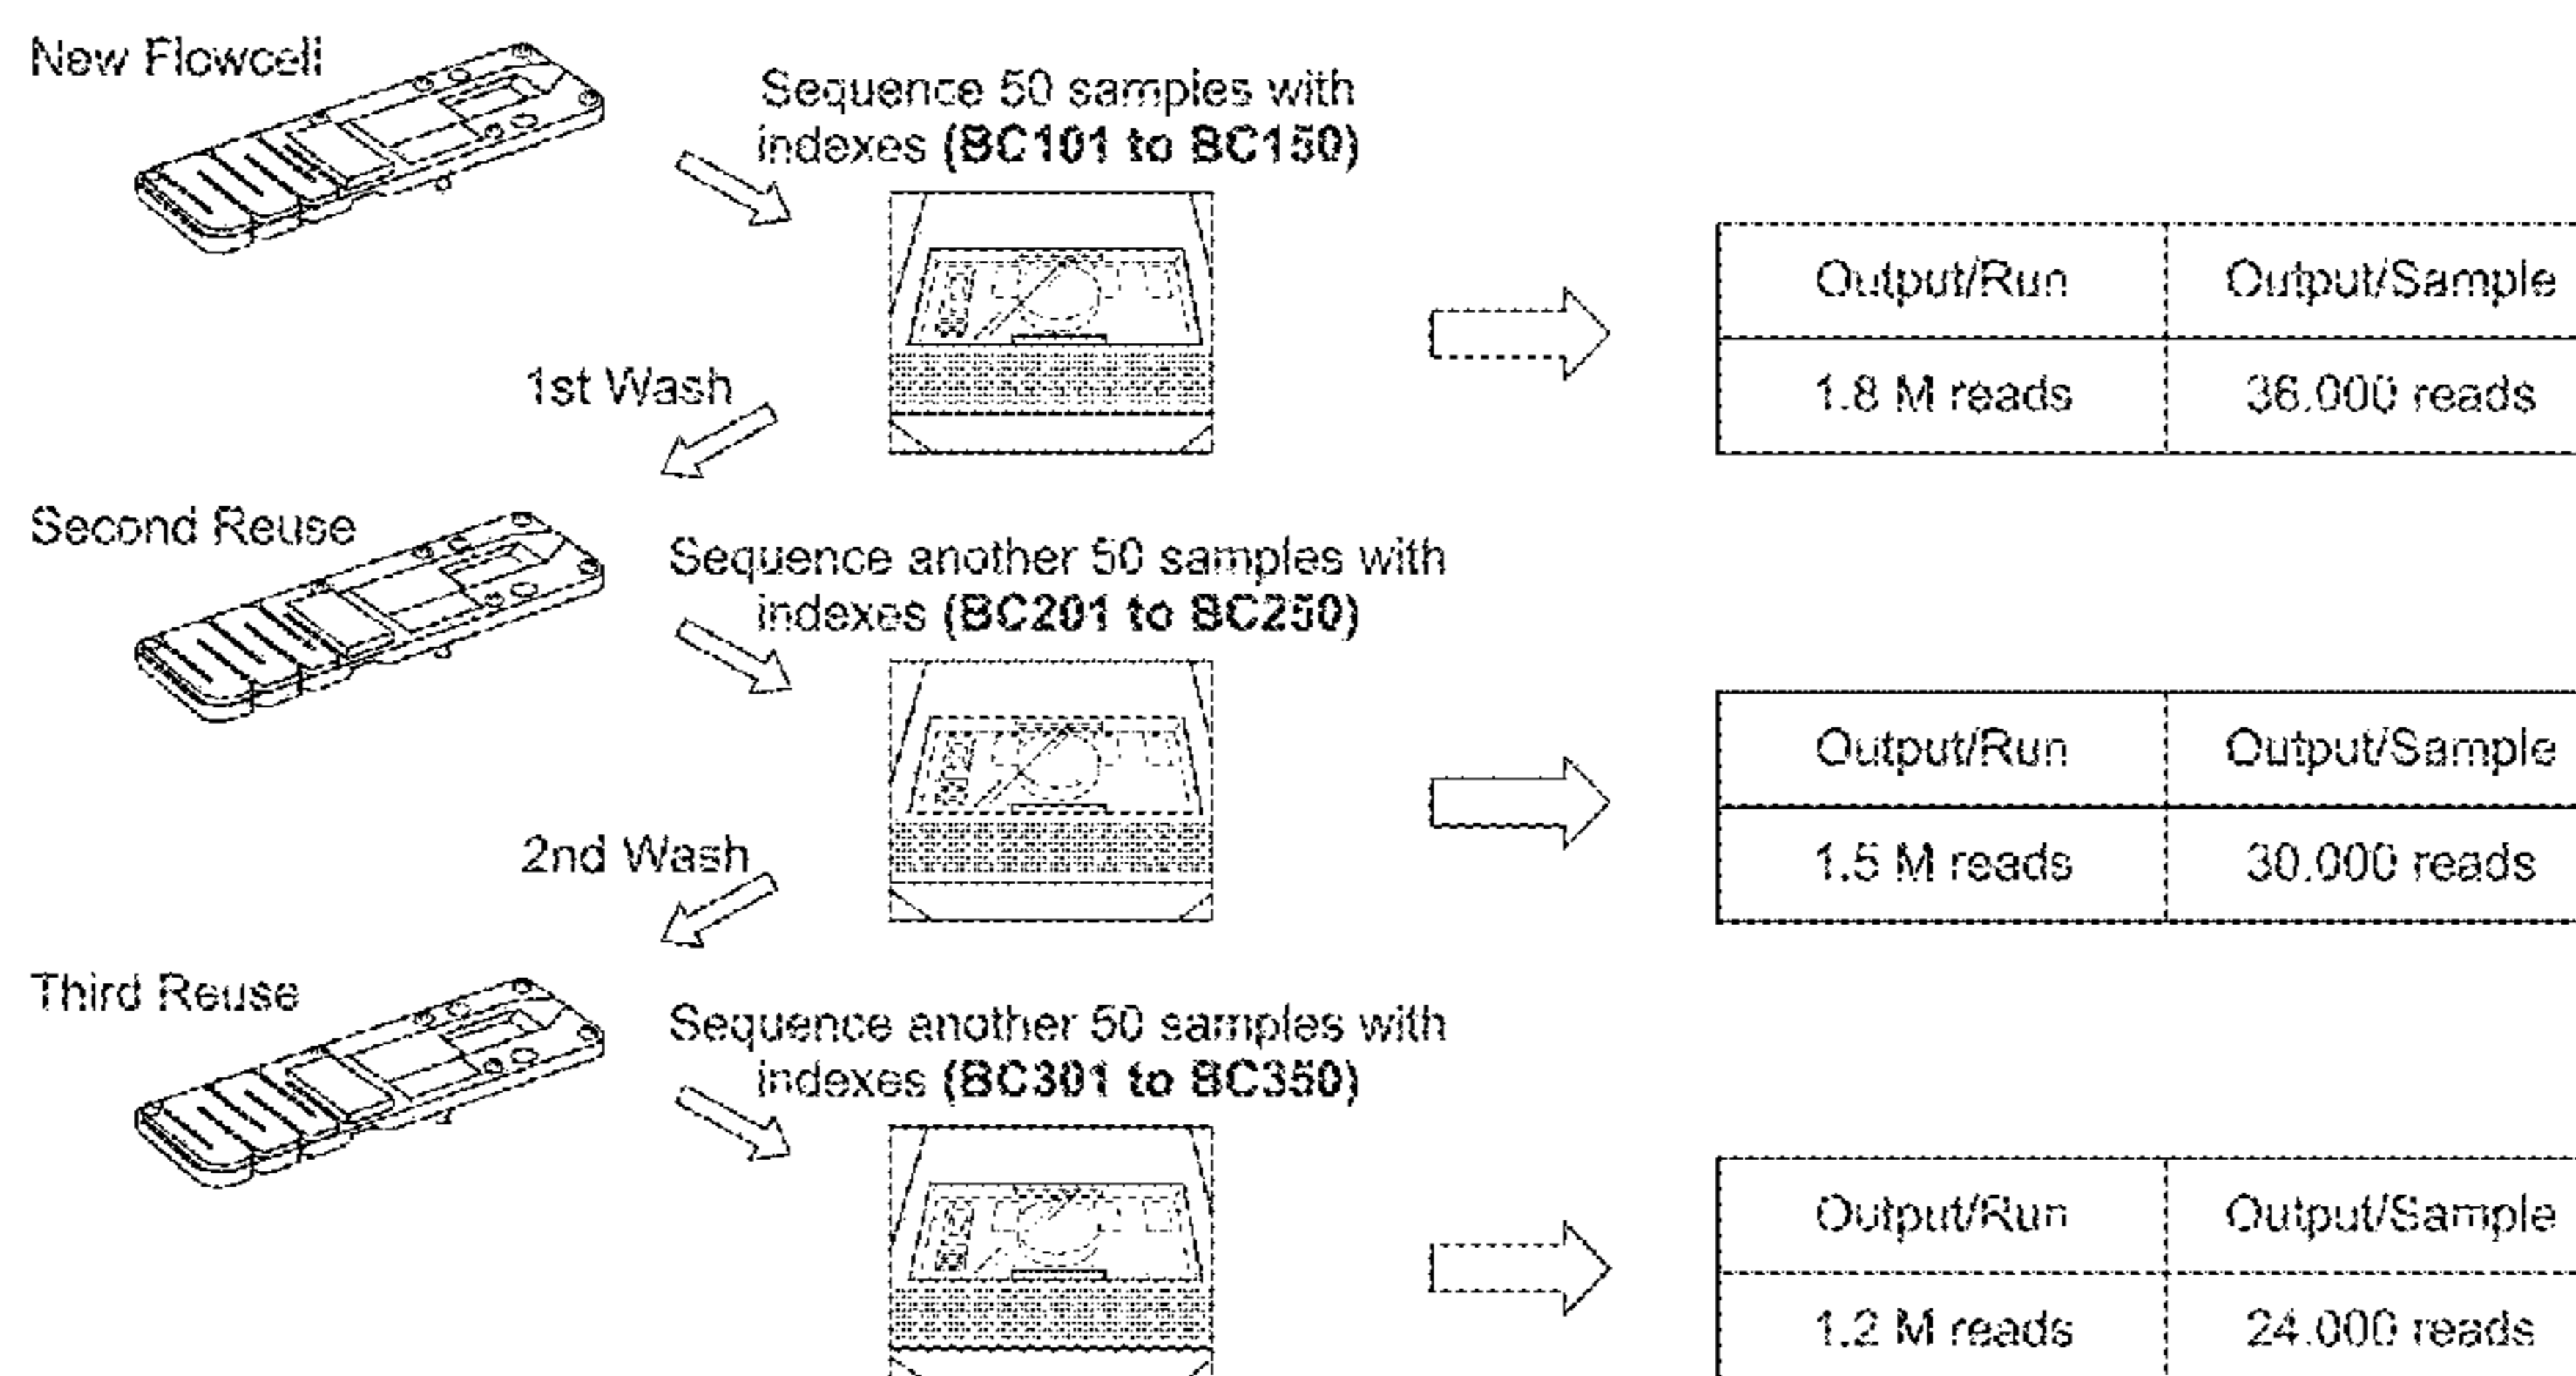 New Flowcell
Sequence 50 samples with
indexes (BC101 to BC150)
Output/Run Output/Sample
1.8 M reads 36.000 reads
1st Wash
Second Reuse
Sequence another 50 samples with
indexes (BC201 to BC250)
Output/Run Output/Sample
1.5 M reads 30.000 reads
2nd Wash
Third Reuse
Sequence another 50 samples with
indexes (BC301 to BC350)
Output/Run Output/Sample
1.2 M reads 24.000 reads